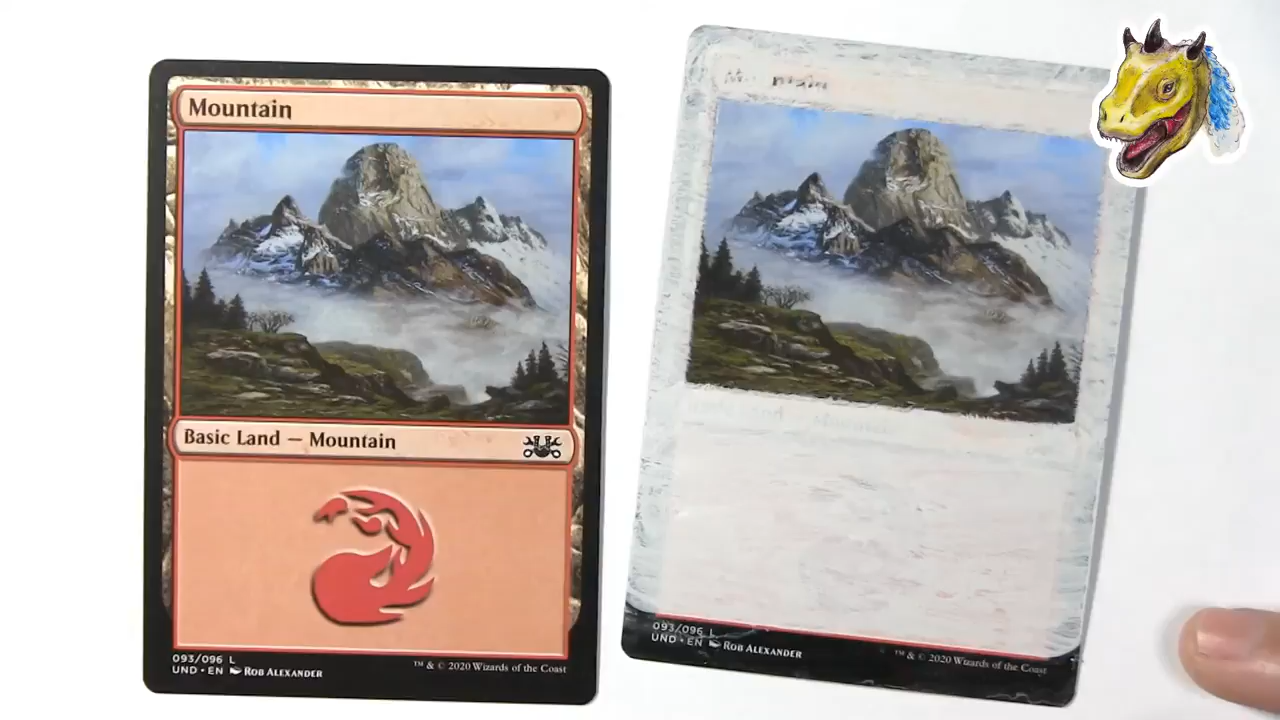 Mountain
Basic Land — Mountain
093/096 L
UND • EN Rob Alexander
™ & © 2020 Wizards of the Coast
093/096 L
UND • EN Rob Alexander
™ & © 2020 Wizards of the Coast